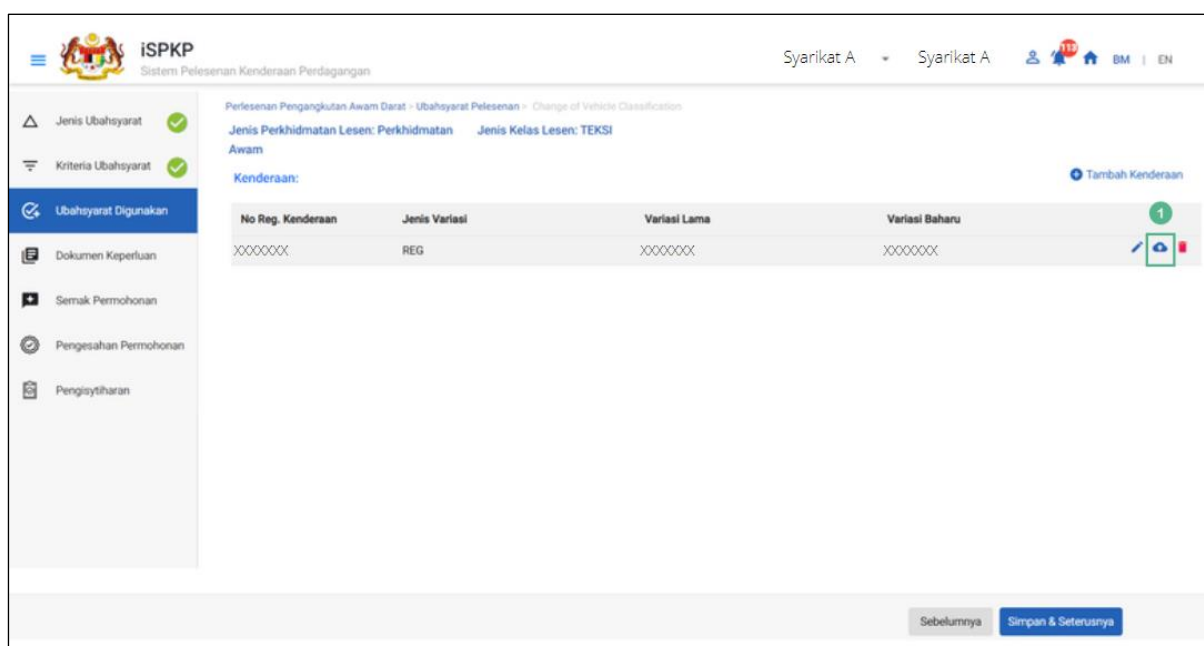 iSPKP
Sistem Pelesenan Kenderaan Perdagangan
Syarikat A
Syarikat A
113
BM | EN
Jenis Ubahsyarat
Kriteria Ubahsyarat
Ubahsyarat Digunakan
Dokumen Keperluan
Semak Permohonan
Pengesahan Permohonan
Pengisytiharan
Perlesenan Pengangkutan Awam Darat > Ubahsyarat Pelesenan > Change of Vehicle Classification
Jenis Perkhidmatan Lesen: Perkhidmatan Jenis Kelas Lesen: TEKSI
Awam
Kenderaan:
Tambah Kenderaan
No Reg. Kenderaan Jenis Variasi Variasi Lama Variasi Baharu
1
XXXXXXX REG XXXXXXX XXXXXXX
Sebelumnya Simpan & Seterusnya